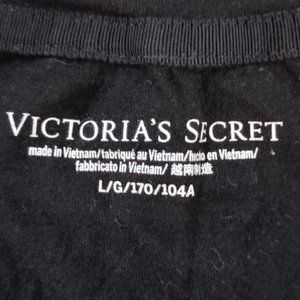 VICTORIA'S SECRET
made in Vietnam/fabriqué au Vietnam/hecho en Vietnam/
fabbricato in Vietnam/ 越南制造
L/G/170/104A